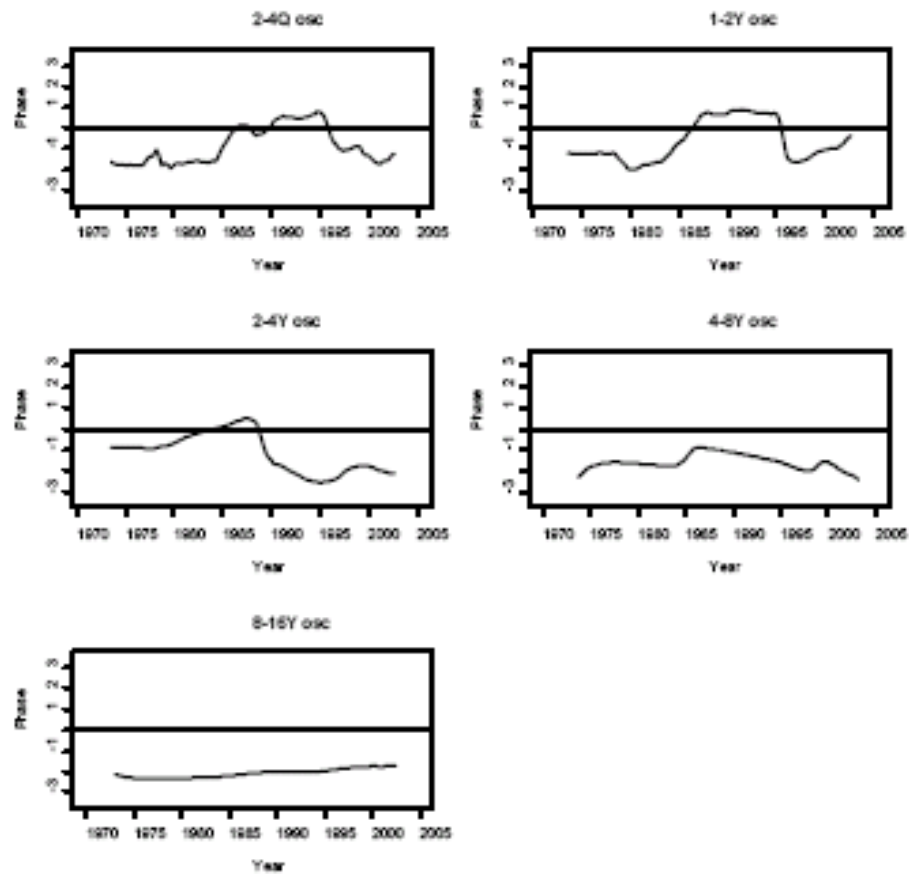 2-4Q osc
Phase
-3 -1 1 2 3
1970 1975 1980 1985 1990 1995 2000 2005
Year
1-2Y osc
Phase
-3 -1 1 2 3
1970 1975 1980 1985 1990 1995 2000 2005
Year
2-4Y osc
Phase
-3 -1 1 2 3
1970 1975 1980 1985 1990 1995 2000 2005
Year
4-8Y osc
Phase
-3 -1 1 2 3
1970 1975 1980 1985 1990 1995 2000 2005
Year
8-16Y osc
Phase
-3 -1 1 2 3
1970 1975 1980 1985 1990 1995 2000 2005
Year